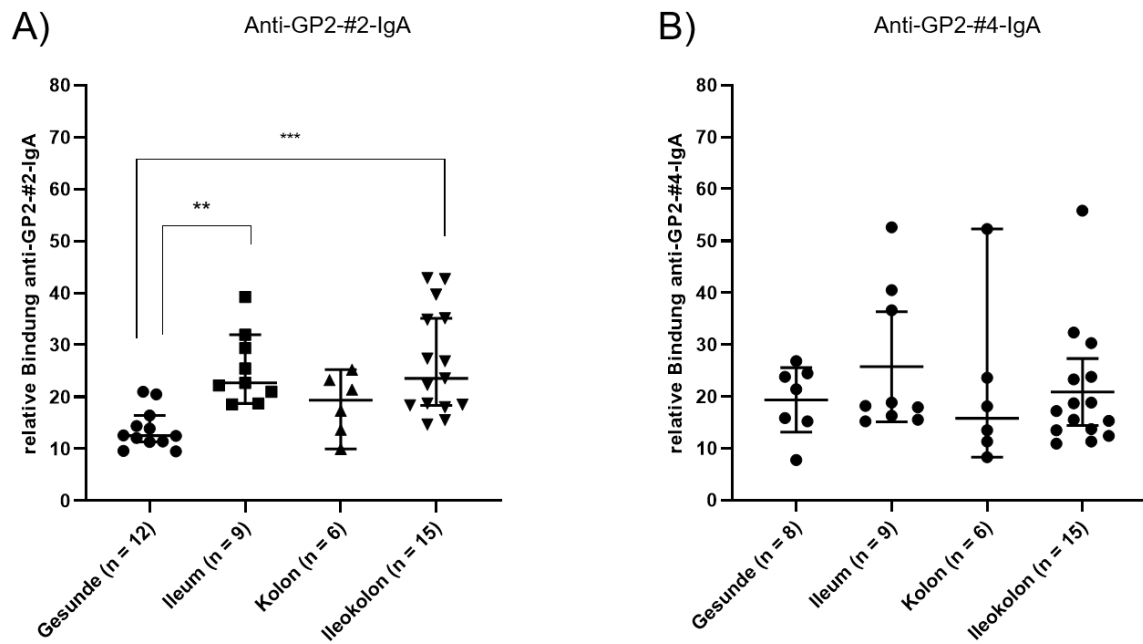 A)
Anti-GP2-#2-IgA
relative Bindung anti-GP2-#2-IgA
80
70
60
50
40
30
20
10
0
***
**
Gesunde (n = 12)
Ileum (n = 9)
Kolon (n = 6)
Ileokolon (n = 15)
B)
Anti-GP2-#4-IgA
relative Bindung anti-GP2-#4-IgA
80
70
60
50
40
30
20
10
0
Gesunde (n = 8)
Ileum (n = 9)
Kolon (n = 6)
Ileokolon (n = 15)